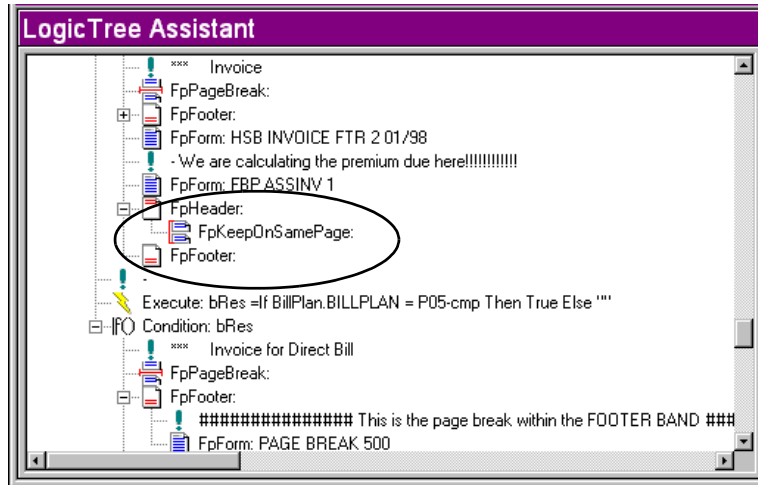 LogicTree Assistant
*** Invoice
FpPageBreak:
FpFooter:
FpForm: HSB INVOICE FTR 2 01/98
- We are calculating the premium due here!!!!!!!!!!!!
FpForm: FBP ASSINV 1
FpHeader:
FpKeepOnSamePage:
FpFooter:
-
Execute: bRes =If BillPlan.BILLPLAN = P05-cmp Then True Else ""
If() Condition: bRes
*** Invoice for Direct Bill
FpPageBreak:
FpFooter:
############### This is the page break within the FOOTER BAND ###
FpForm: PAGE BREAK 500